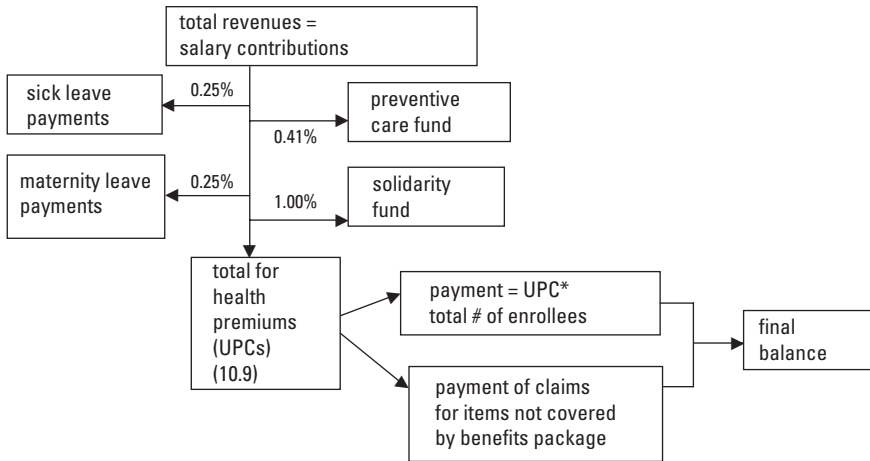 total revenues =
salary contributions
0.25%
sick leave
payments
preventive
care fund
0.41%
maternity leave
payments
0.25%
1.00%
solidarity
fund
total for
health
premiums
(UPCs)
(10.9)
payment = UPC*
total # of enrollees
payment of claims
for items not covered
by benefits package
final
balance